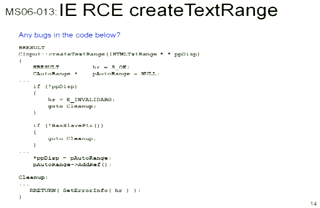 MS06-013: IE RCE createTextRange
Any bugs in the code below?
HRESULT
CInput::createTextRange(IHTMLTxtRange * * ppDisp)
{
HRESULT hr = S_OK;
CAutoRange * pAutoRange = NULL;
...
if (!ppDisp)
{
hr = E_INVALIDARG;
goto Cleanup;
}
if (!HasSlavePtr())
{
goto Cleanup;
}
...
*ppDisp = pAutoRange;
pAutoRange->AddRef();
Cleanup:
...
RRETURN( SetErrorInfo( hr ) );
}
14